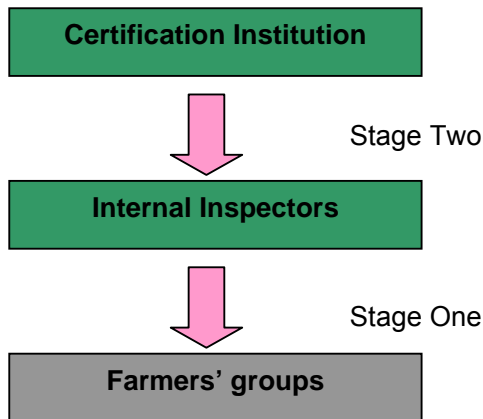 Certification Institution
Stage Two
Internal Inspectors
Stage One
Farmers’ groups